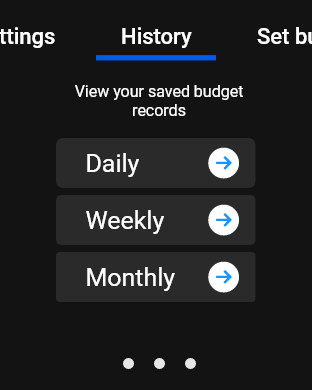 ttings History Set bu
View your saved budget
records
Daily
Weekly
Monthly